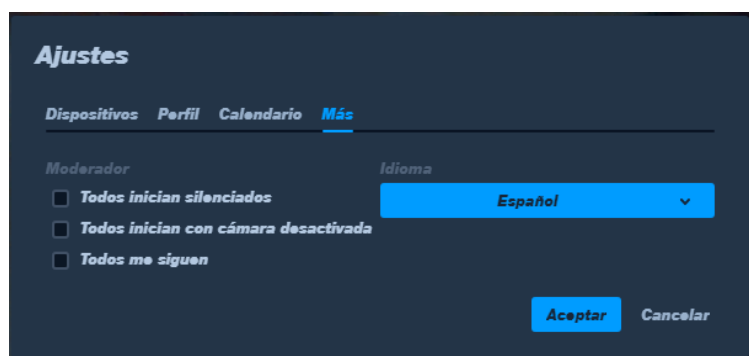 Ajustes
Dispositivos Perfil Calendario Más
Moderador
Todos inician silenciados
Todos inician con cámara desactivada
Todos me siguen
Idioma
Español
Aceptar Cancelar